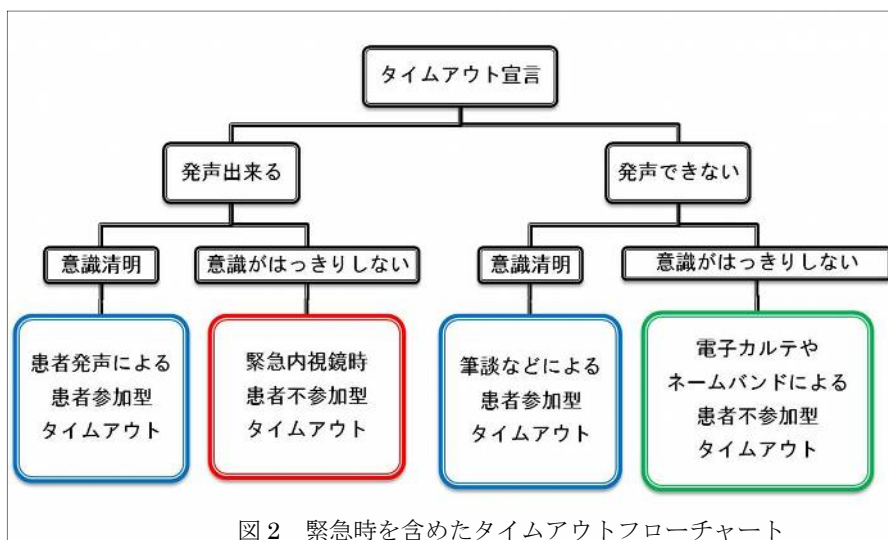 タイムアウト宣言
発声出来る
発声できない
意識清明
意識がはっきりしない
意識清明
意識がはっきりしない
患者発声による
患者参加型
タイムアウト
緊急内視鏡時
患者不参加型
タイムアウト
筆談などによる
患者参加型
タイムアウト
電子カルテや
ネームバンドによる
患者不参加型
タイムアウト
図2 緊急時を含めたタイムアウトフローチャート